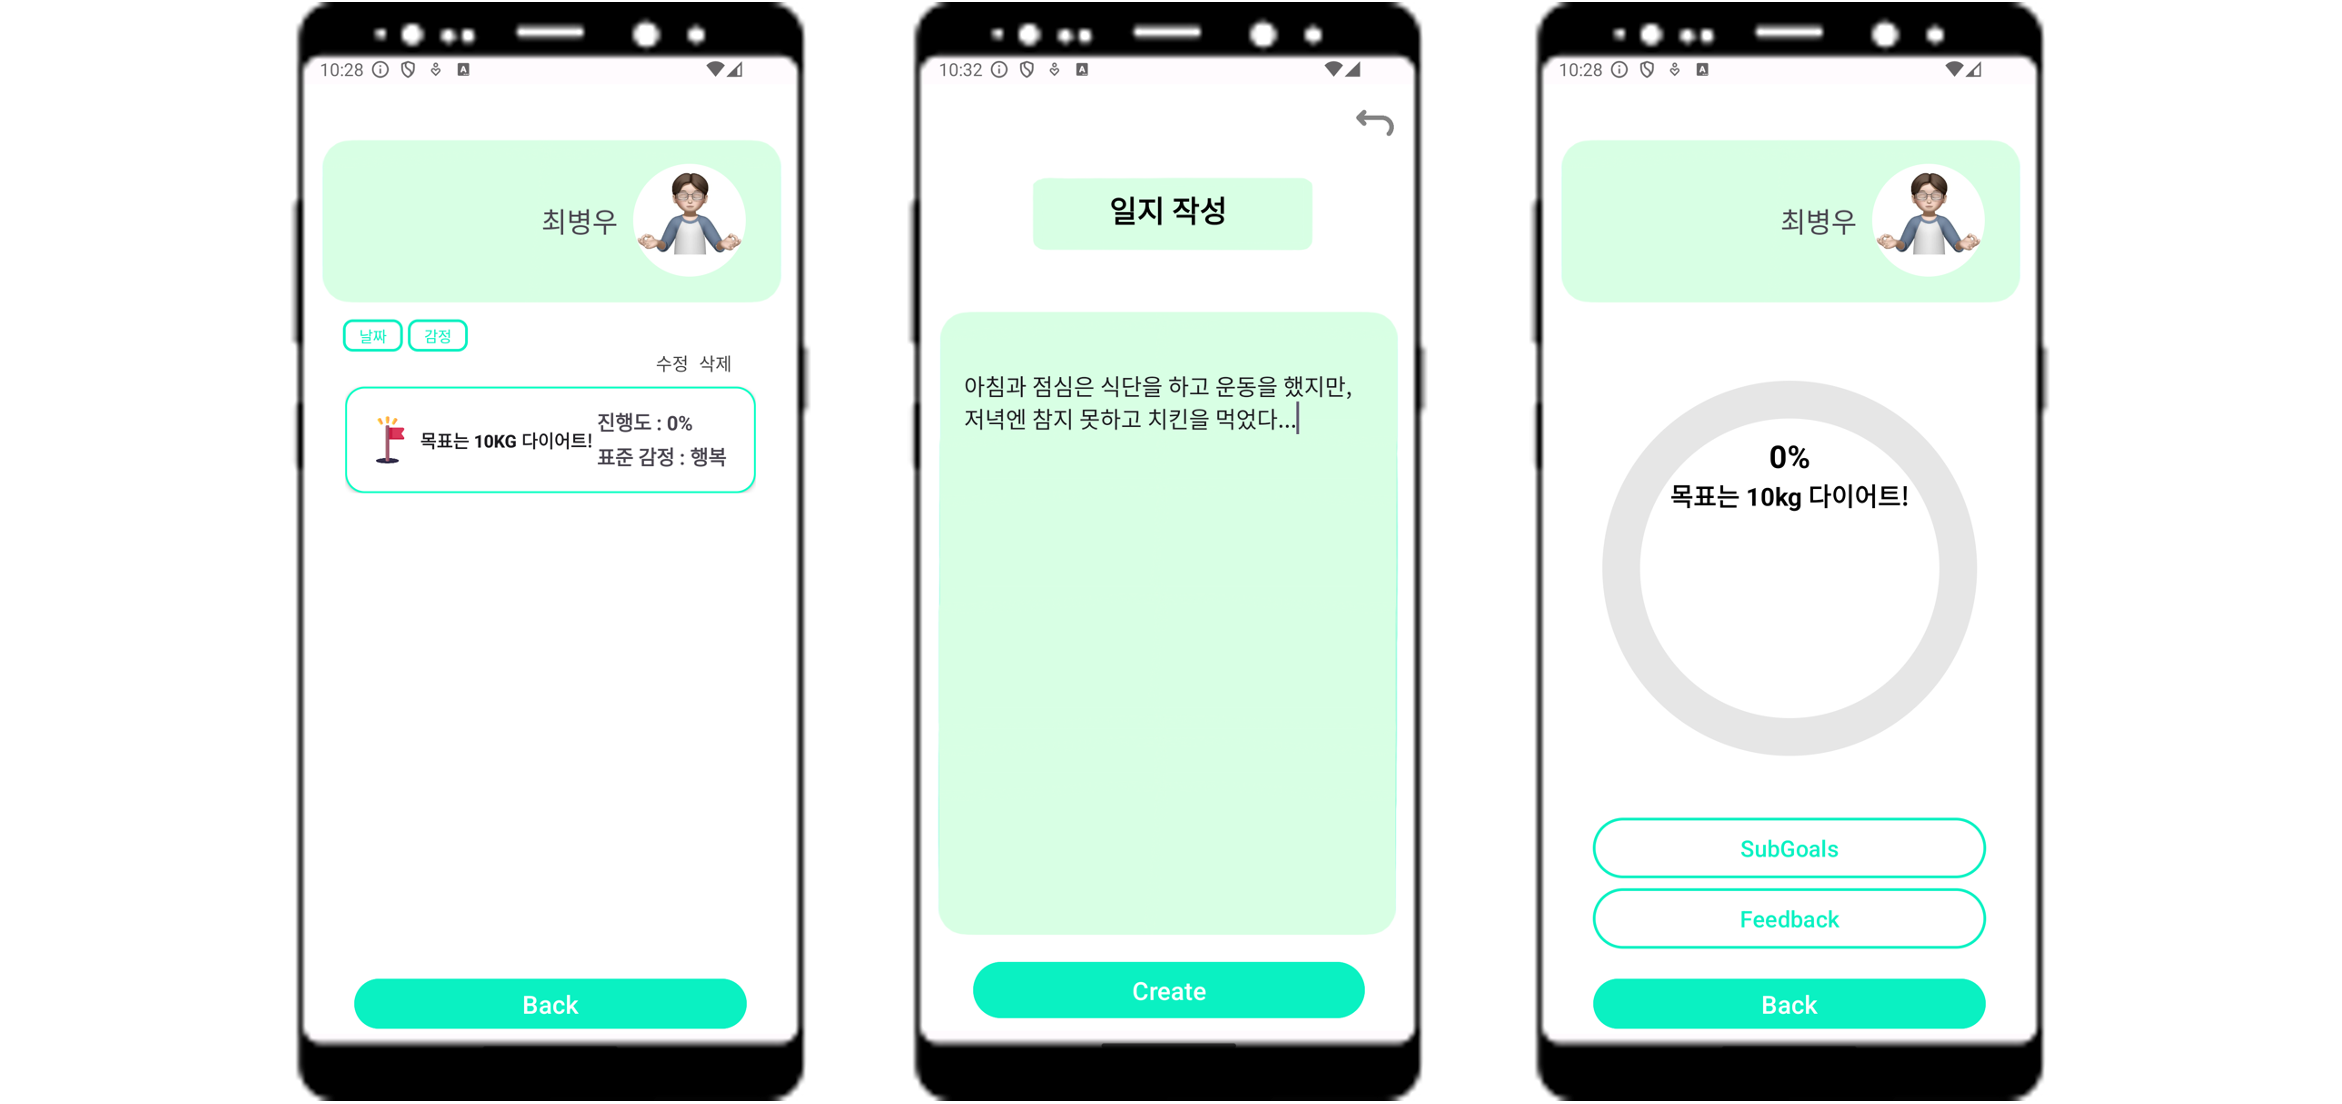 10:28
최병우
날짜 감정
수정 삭제
목표는 10KG 다이어트!
진행도 : 0%
표준 감정 : 행복
Back
10:32
일지 작성
아침과 점심은 식단을 하고 운동을 했지만,
저녁엔 참지 못하고 치킨을 먹었다...
Create
10:28
최병우
0%
목표는 10kg 다이어트!
SubGoals
Feedback
Back